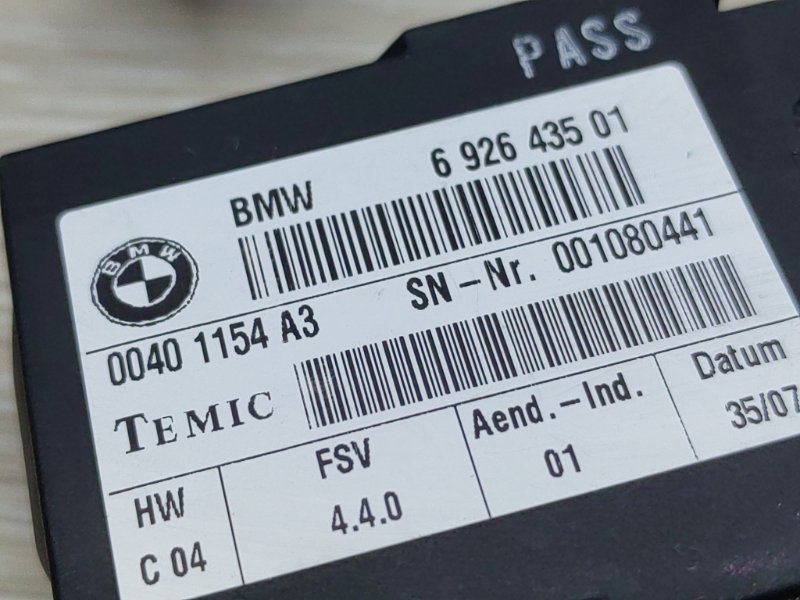 PASS
BMW 6 926 435 01
BMW
SN-Nr. 001080441
0040 1154 A3
TEMIC
HW FSV Aend.-Ind. Datum
C 04 4.4.0 01 35/07